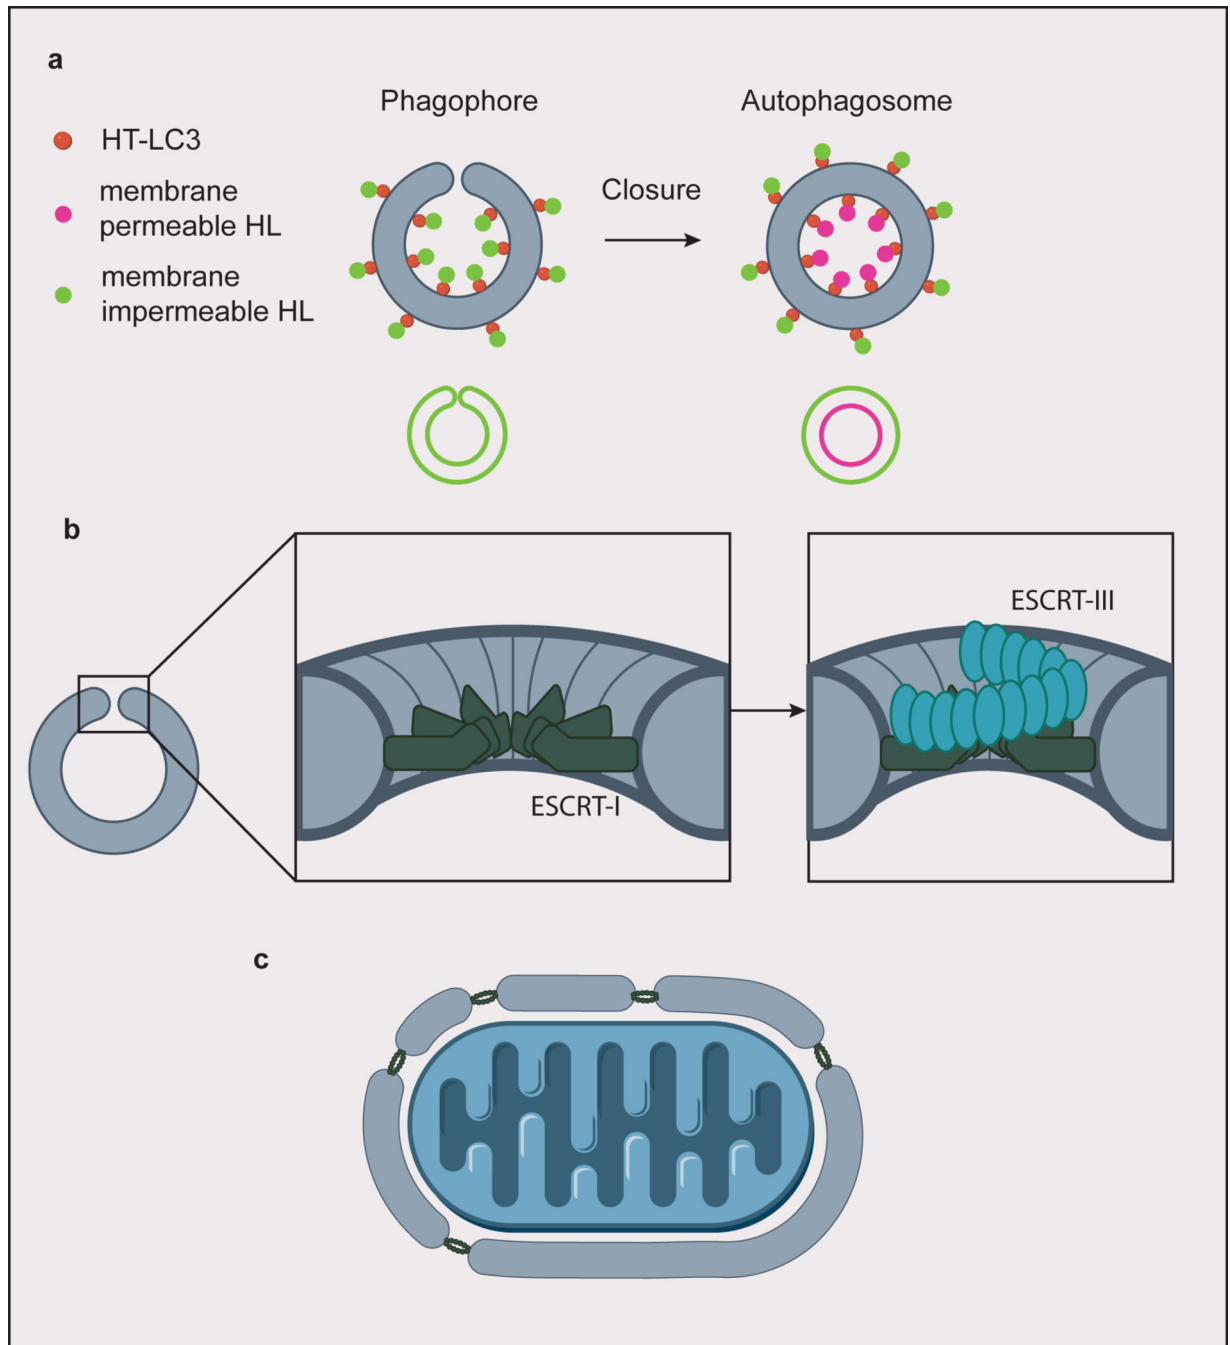 a
Phagophore
Autophagosome
HT-LC3
membrane
permeable HL
membrane
impermeable HL
Closure
b
ESCRT-I
ESCRT-III
c